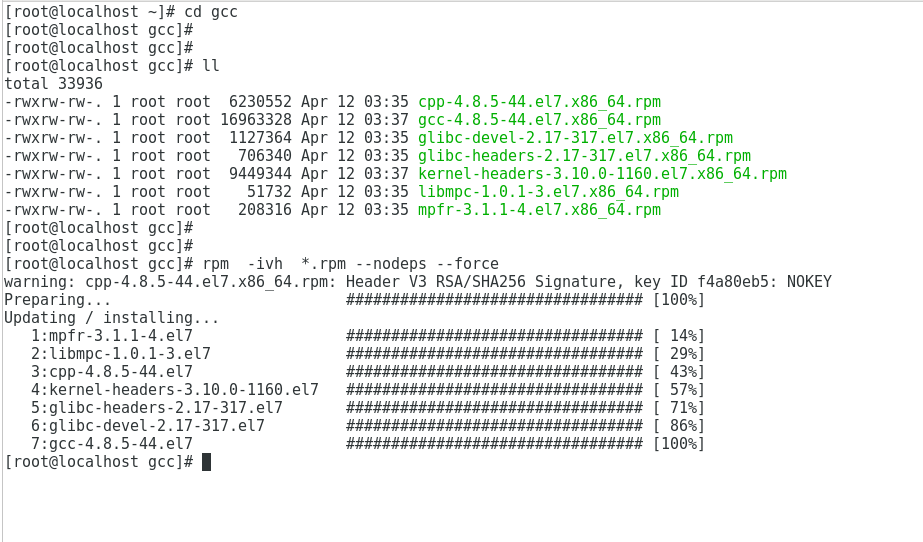 [root@localhost ~]# cd gcc
[root@localhost gcc]#
[root@localhost gcc]#
[root@localhost gcc]# ll
total 33936
-rwxrw-rw-. 1 root root  6230552 Apr 12 03:35 cpp-4.8.5-44.el7.x86_64.rpm
-rwxrw-rw-. 1 root root 16963328 Apr 12 03:37 gcc-4.8.5-44.el7.x86_64.rpm
-rwxrw-rw-. 1 root root  1127364 Apr 12 03:35 glibc-devel-2.17-317.el7.x86_64.rpm
-rwxrw-rw-. 1 root root   706340 Apr 12 03:35 glibc-headers-2.17-317.el7.x86_64.rpm
-rwxrw-rw-. 1 root root  9449344 Apr 12 03:37 kernel-headers-3.10.0-1160.el7.x86_64.rpm
-rwxrw-rw-. 1 root root    51732 Apr 12 03:35 libmpc-1.0.1-3.el7.x86_64.rpm
-rwxrw-rw-. 1 root root   208316 Apr 12 03:35 mpfr-3.1.1-4.el7.x86_64.rpm
[root@localhost gcc]#
[root@localhost gcc]#
[root@localhost gcc]# rpm  -ivh  *.rpm --nodeps --force
warning: cpp-4.8.5-44.el7.x86_64.rpm: Header V3 RSA/SHA256 Signature, key ID f4a80eb5: NOKEY
Preparing...                          ################################# [100%]
Updating / installing...
   1:mpfr-3.1.1-4.el7                 ################################# [ 14%]
   2:libmpc-1.0.1-3.el7               ################################# [ 29%]
   3:cpp-4.8.5-44.el7                 ################################# [ 43%]
   4:kernel-headers-3.10.0-1160.el7   ################################# [ 57%]
   5:glibc-headers-2.17-317.el7       ################################# [ 71%]
   6:glibc-devel-2.17-317.el7         ################################# [ 86%]
   7:gcc-4.8.5-44.el7                 ################################# [100%]
[root@localhost gcc]#